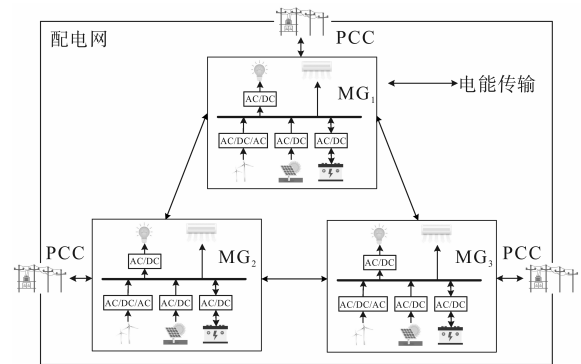 配电网
PCC
MG1
电能传输
AC/DC
AC/DC/AC AC/DC AC/DC
PCC
MG2
AC/DC
AC/DC/AC AC/DC AC/DC
MG3
PCC
AC/DC
AC/DC/AC AC/DC AC/DC